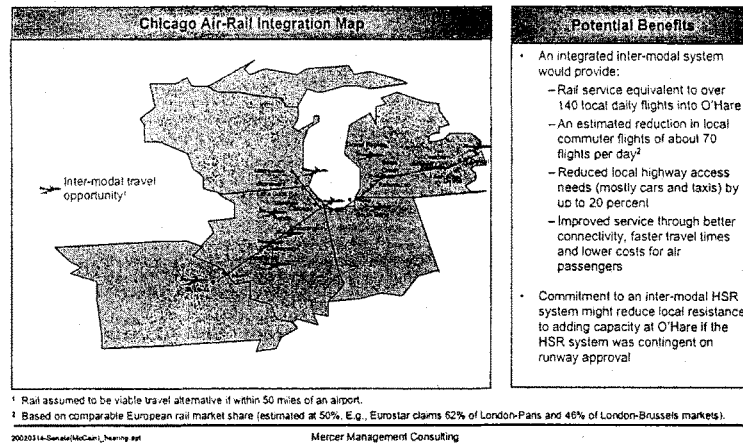 Chicago Air-Rail Integration Map
Inter-modal travel
opportunity¹
Potential Benefits
• An integrated inter-modal system
would provide:
– Rail service equivalent to over
140 local daily flights into O'Hare
– An estimated reduction in local
commuter flights of about 70
flights per day²
– Reduced local highway access
needs (mostly cars and taxis) by
up to 20 percent
– Improved service through better
connectivity, faster travel times
and lower costs for air
passengers
• Commitment to an inter-modal HSR
system might reduce local resistance
to adding capacity at O'Hare if the
HSR system was contingent on
runway approval
¹ Rail assumed to be viable travel alternative if within 50 miles of an airport.
² Based on comparable European rail market share (estimated at 50%, E.g., Eurostar claims 62% of London-Paris and 46% of London-Brussels markets).
Mercer Management Consulting